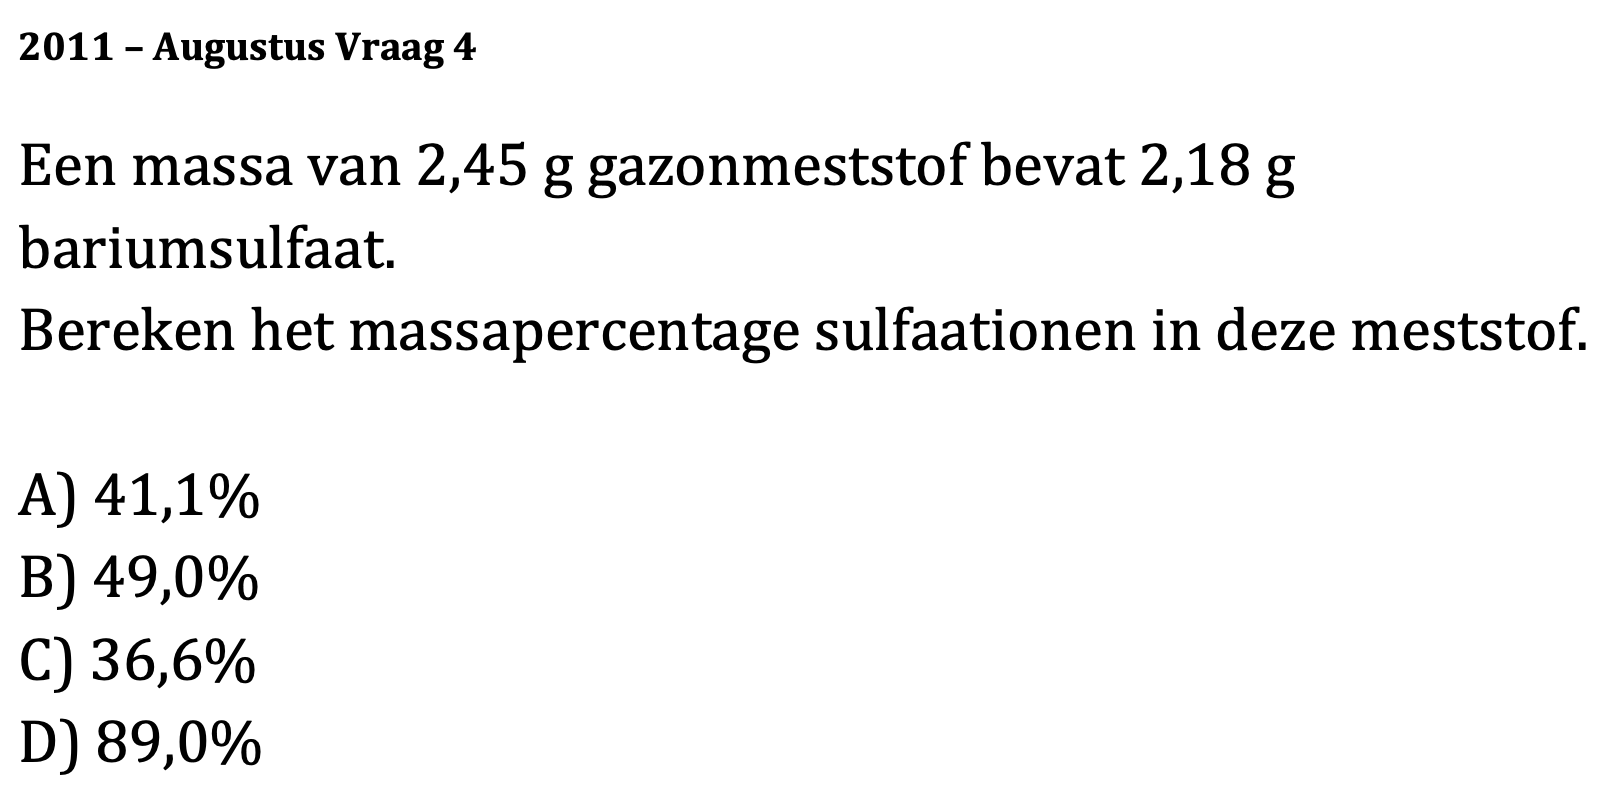 2011 – Augustus Vraag 4
Een massa van 2,45 g gazonmeststof bevat 2,18 g
bariumsulfaat.
Bereken het massapercentage sulfaationen in deze meststof.
A) 41,1%
B) 49,0%
C) 36,6%
D) 89,0%